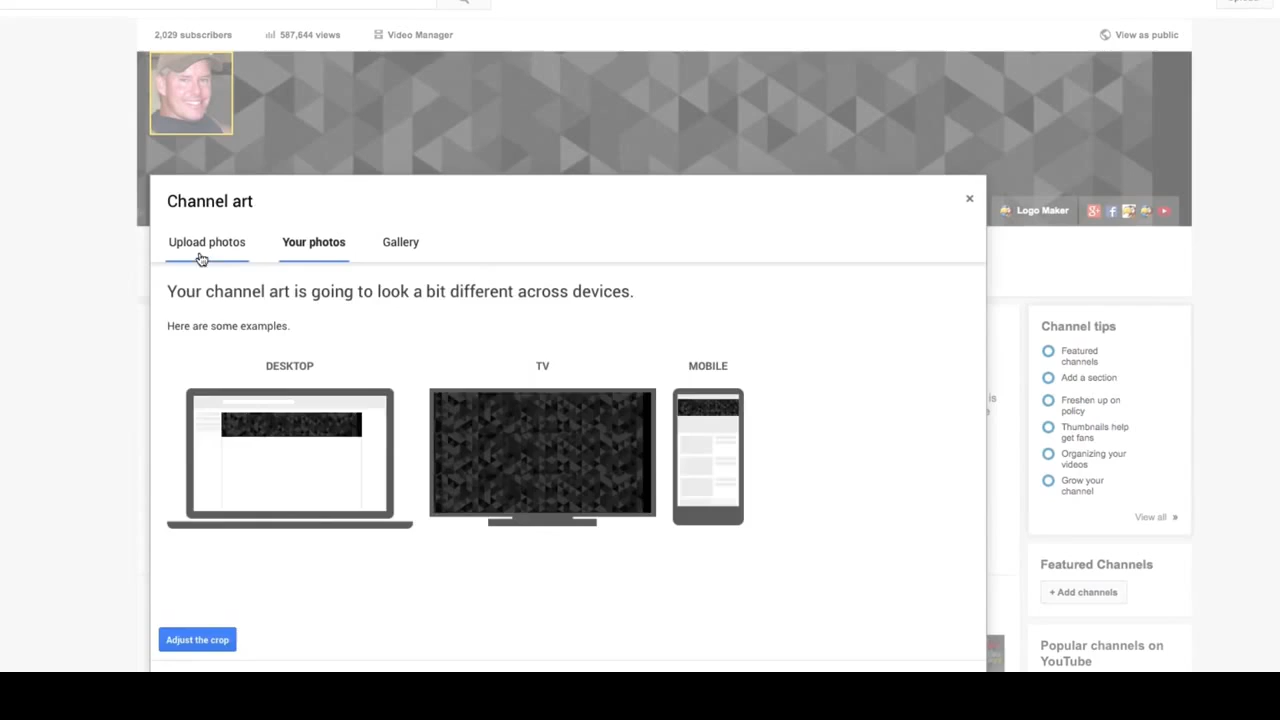 2,029 subscribers
587,644 views
Video Manager
View as public
Logo Maker
Channel art
×
Upload photos
Your photos
Gallery
Your channel art is going to look a bit different across devices.
Here are some examples.
DESKTOP
TV
MOBILE
Adjust the crop
is
Channel tips
Featured
channels
Add a section
Freshen up on
policy
Thumbnails help
get fans
Organizing your
videos
Grow your
channel
View all »
Featured Channels
+ Add channels
Popular channels on
YouTube